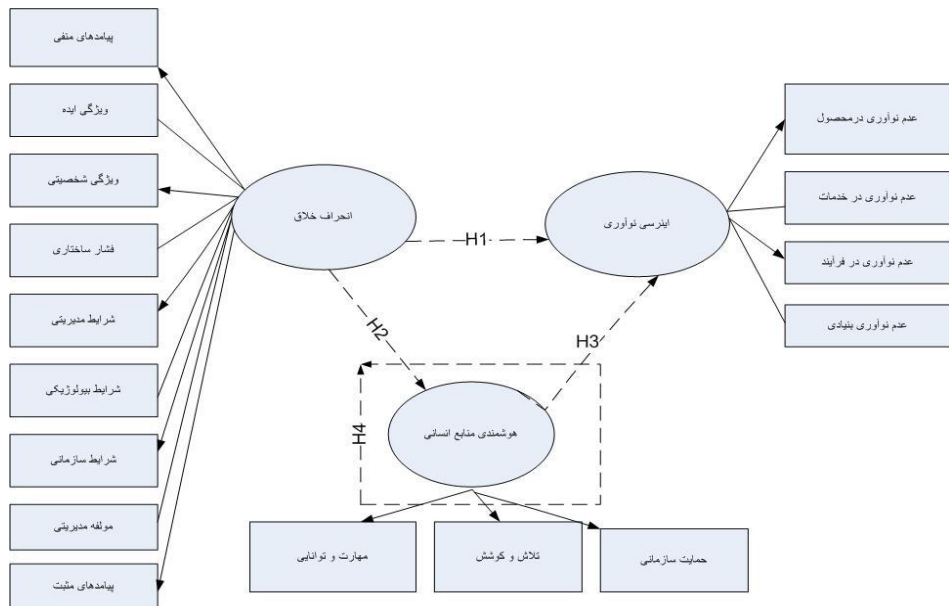 پیامدهای منفی
ویژگی ایده
ویژگی شخصیتی
فشار ساختاری
شرایط مدیریتی
شرایط بیولوژیکی
شرایط سازمانی
مولفه مدیریتی
پیامدهای مثبت
انحراف خلاق
H1
اینرسی نوآوری
H2
H3
H4
هوشمندی منابع انسانی
مهارت و توانایی
تلاش و کوشش
حمایت سازمانی
عدم نوآوری درمحصول
عدم نوآوری در خدمات
عدم نوآوری در فرآیند
عدم نوآوری بنیادی